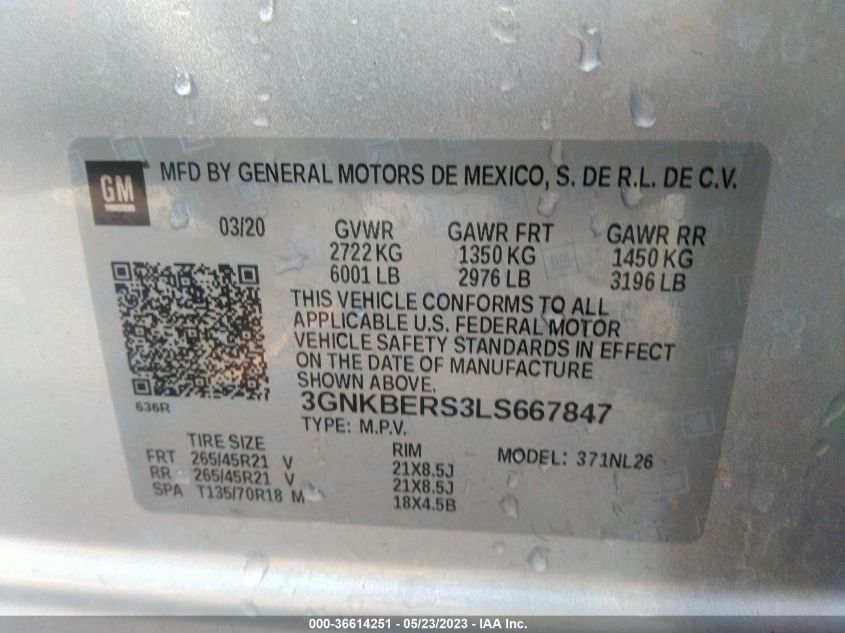 GM
MFD BY GENERAL MOTORS DE MEXICO, S. DE R.L. DE C.V.
03/20 GVWR GAWR FRT GAWR RR
2722 KG 1350 KG 1450 KG
6001 LB 2976 LB 3196 LB
THIS VEHICLE CONFORMS TO ALL
APPLICABLE U.S. FEDERAL MOTOR
VEHICLE SAFETY STANDARDS IN EFFECT
ON THE DATE OF MANUFACTURE
SHOWN ABOVE.
636R
3GNKBERS3LS667847
TYPE: M.P.V.
TIRE SIZE RIM MODEL: 371NL26
FRT 265/45R21 V 21X8.5J
RR 265/45R21 V 21X8.5J
SPA T135/70R18 M 18X4.5B
000-36614251 — 05/23/2023 — IAA Inc.